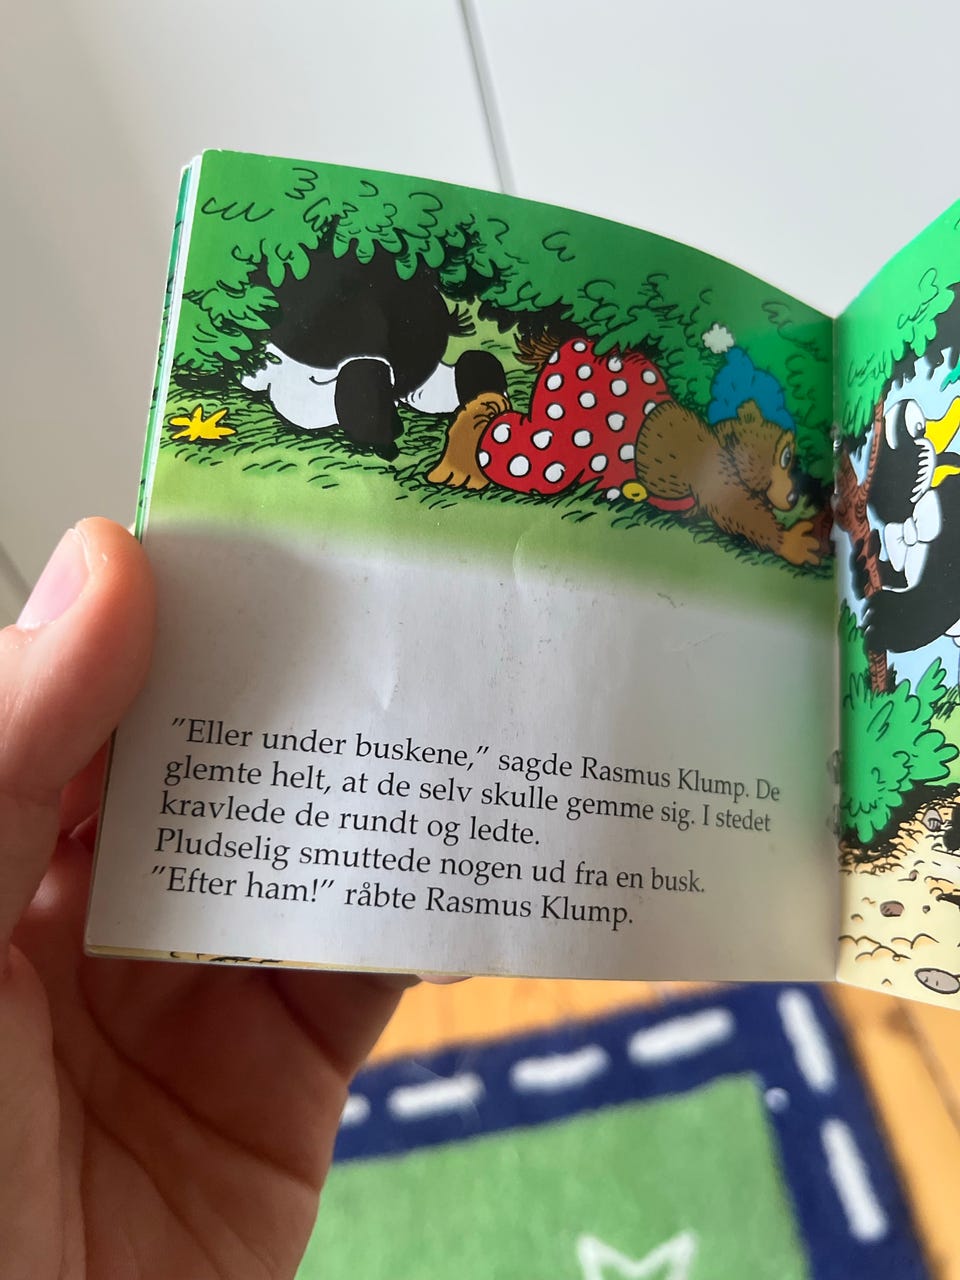 ”Eller under buskene,” sagde Rasmus Klump. De
glemte helt, at de selv skulle gemme sig. I stedet
kravlede de rundt og ledte.
Pludselig smuttede nogen ud fra en busk.
”Efter ham!” råbte Rasmus Klump.